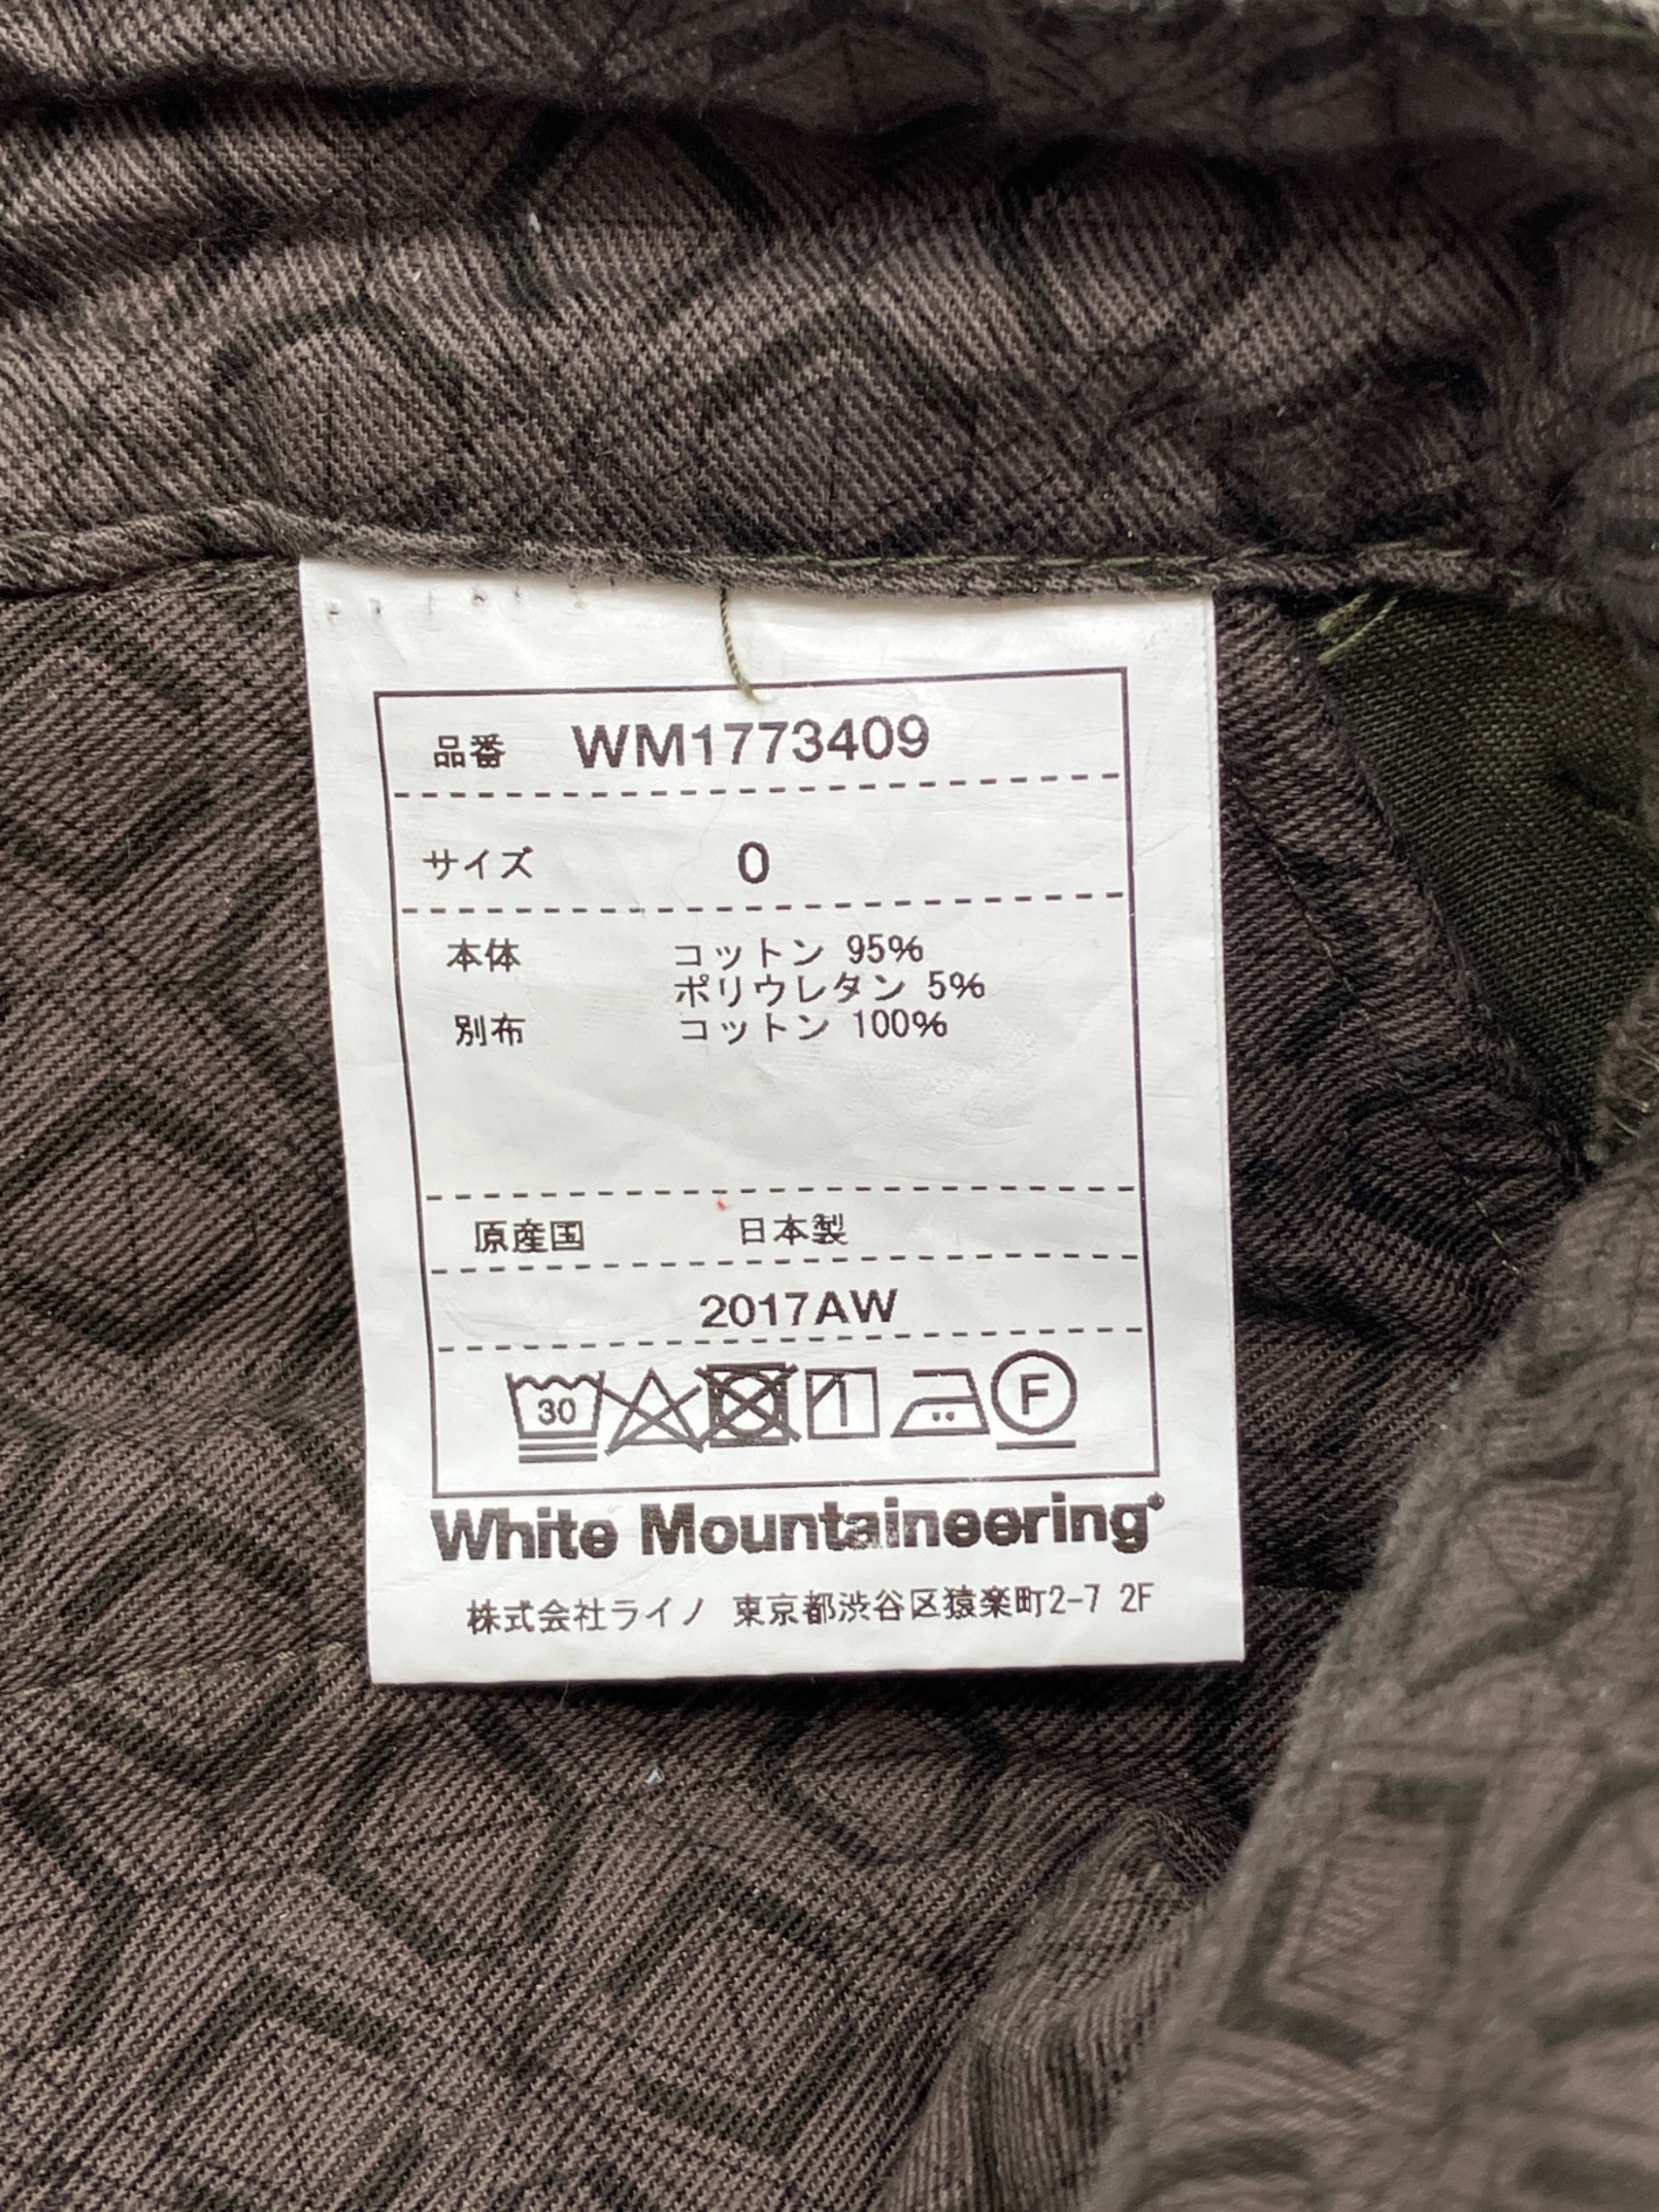 品番 WM1773409
サイズ 0
本体 コットン 95%
ポリウレタン 5%
別布 コットン 100%
原産国 日本製
2017AW
30 F
White Mountaineering
株式会社ライノ 東京都渋谷区猿楽町2-7 2F